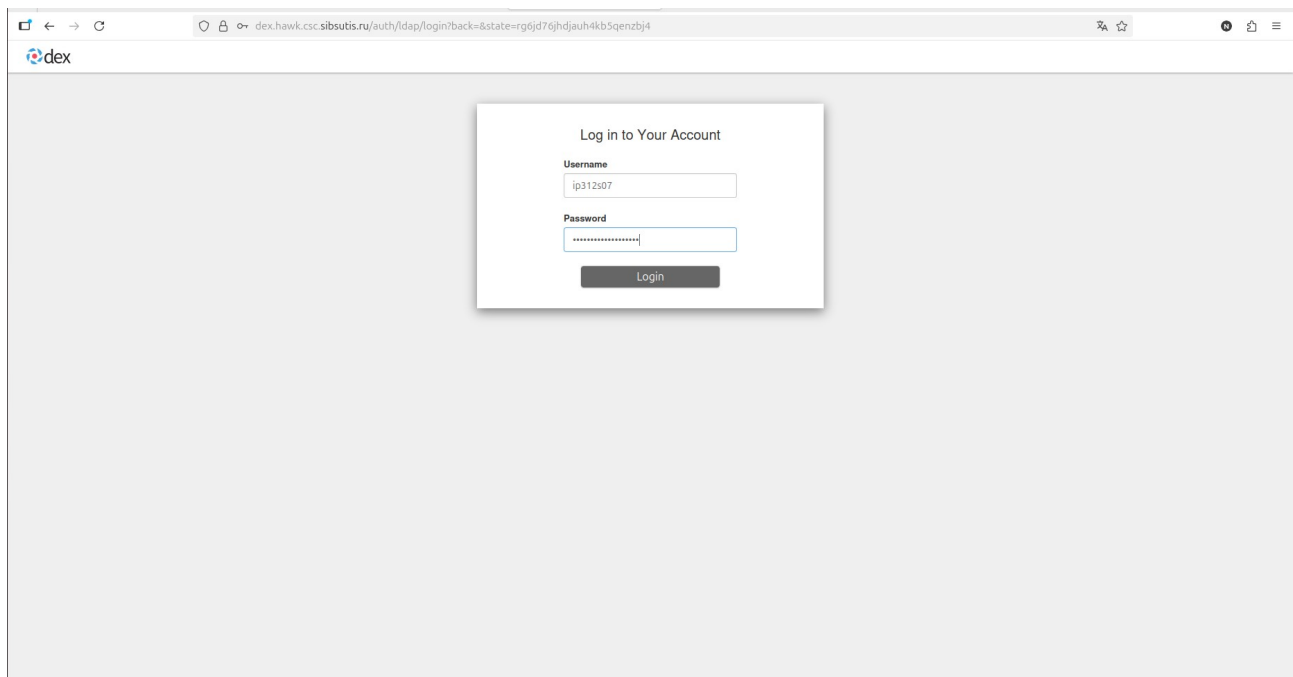 dex.hawk.csc.sibsutis.ru/auth/ldap/login?back=&state=rg6jd76jhdjauh4kb5qenzbj4
N
dex
Log in to Your Account
Username
ip312s07
Password
•••••••••••••••••••
Login